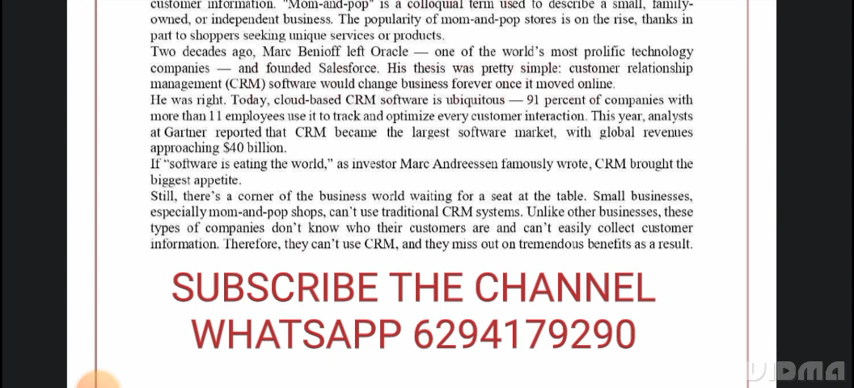 customer information. "Mom-and-pop" is a colloquial term used to describe a small, family-
owned, or independent business. The popularity of mom-and-pop stores is on the rise, thanks in
part to shoppers seeking unique services or products.
Two decades ago, Marc Benioff left Oracle — one of the world's most prolific technology
companies — and founded Salesforce. His thesis was pretty simple: customer relationship
management (CRM) software would change business forever once it moved online.
He was right. Today, cloud-based CRM software is ubiquitous — 91 percent of companies with
more than 11 employees use it to track and optimize every customer interaction. This year, analysts
at Gartner reported that CRM became the largest software market, with global revenues
approaching $40 billion.
If "software is eating the world," as investor Marc Andreessen famously wrote, CRM brought the
biggest appetite.
Still, there's a corner of the business world waiting for a seat at the table. Small businesses,
especially mom-and-pop shops, can't use traditional CRM systems. Unlike other businesses, these
types of companies don't know who their customers are and can't easily collect customer
information. Therefore, they can't use CRM, and they miss out on tremendous benefits as a result.
SUBSCRIBE THE CHANNEL
WHATSAPP 6294179290
VIDMA